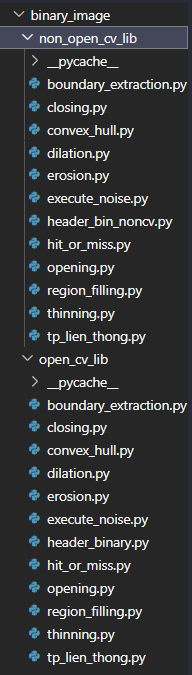 binary_image
non_open_cv_lib
__pycache__
boundary_extraction.py
closing.py
convex_hull.py
dilation.py
erosion.py
execute_noise.py
header_bin_noncv.py
hit_or_miss.py
opening.py
region_filling.py
thinning.py
tp_lien_thong.py
open_cv_lib
__pycache__
boundary_extraction.py
closing.py
convex_hull.py
dilation.py
erosion.py
execute_noise.py
header_binary.py
hit_or_miss.py
opening.py
region_filling.py
thinning.py
tp_lien_thong.py